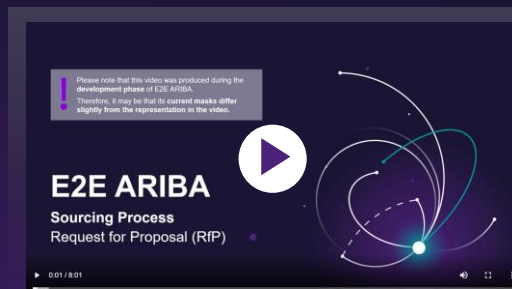 !
Please note that this video was produced during the
development phase of E2E ARIBA.
Therefore, it may be that its current masks differ
slightly from the representation in the video.
E2E ARIBA
Sourcing Process
Request for Proposal (RfP)
0:01 / 8:01